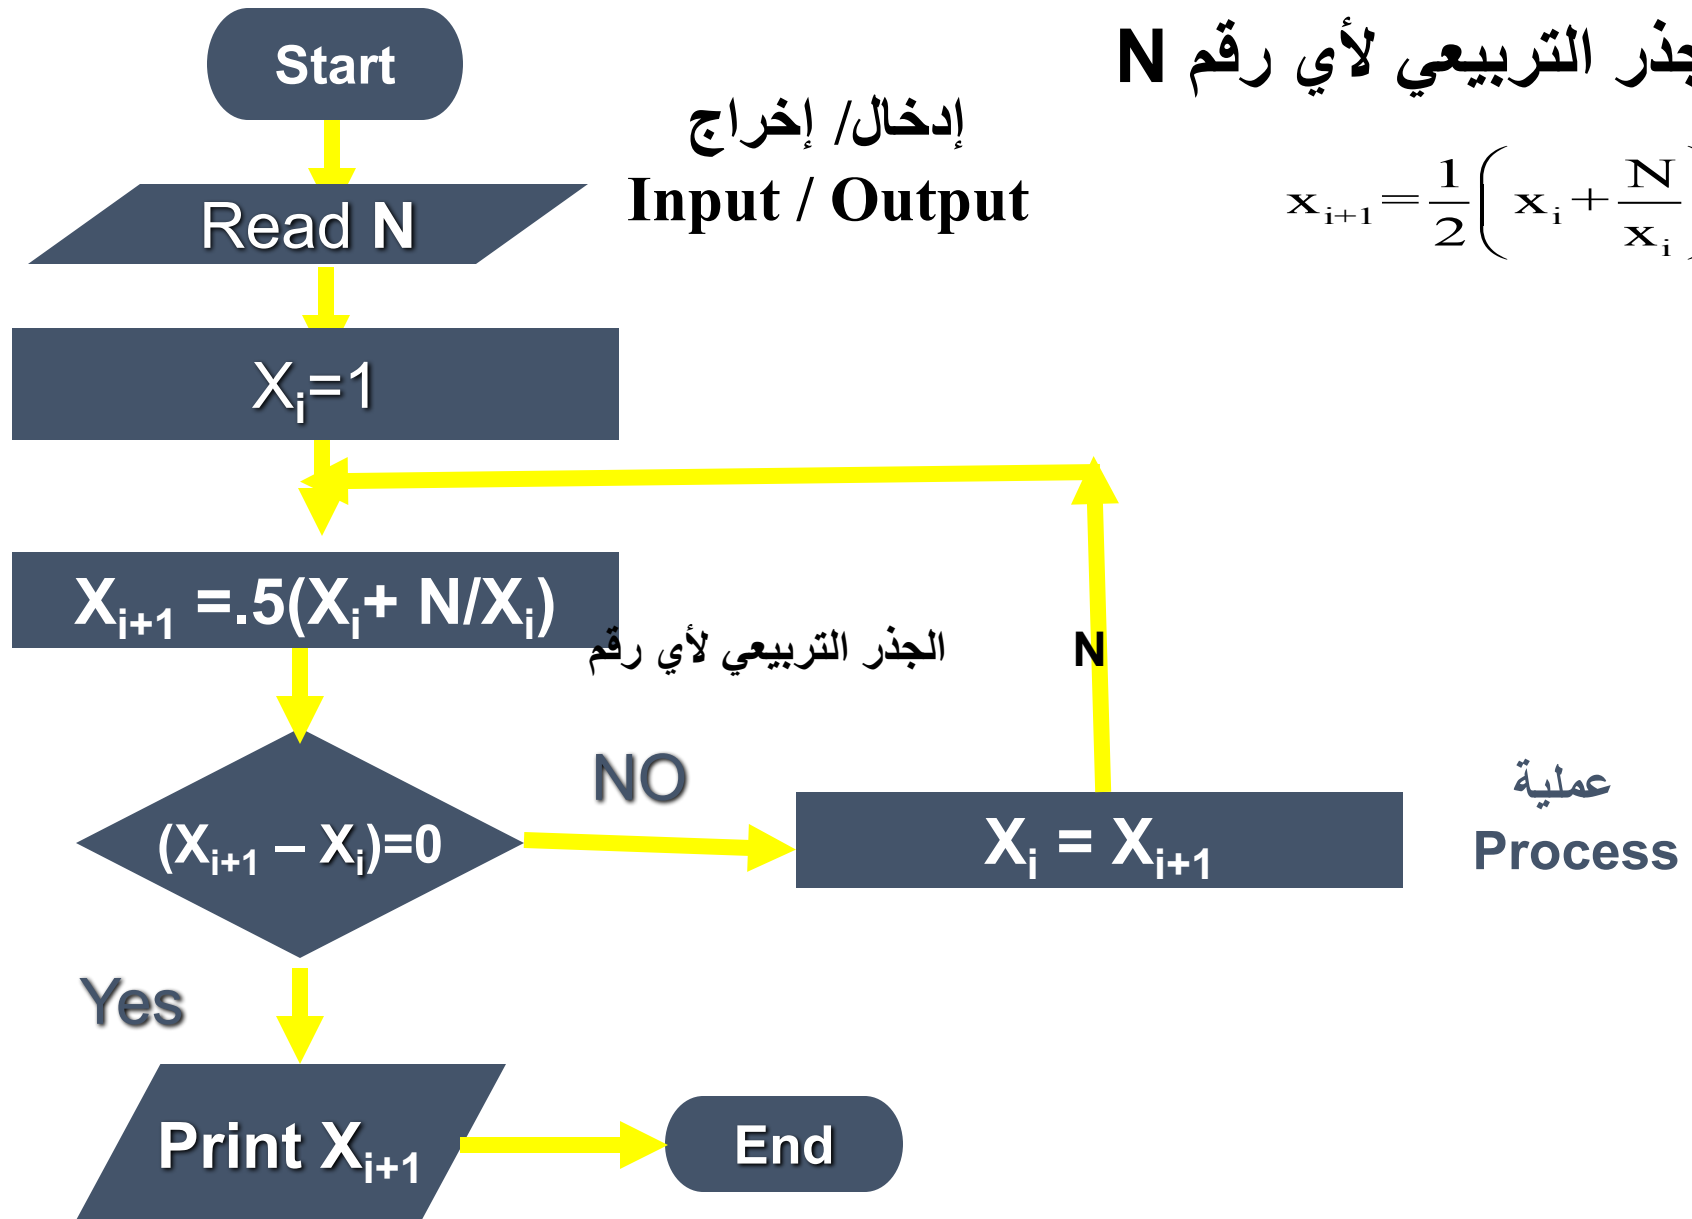 Start
جذر التربيعي لأي رقم N
إدخال/ إخراج
Input / Output
x_{i+1} = \frac{1}{2} ( x_i + \frac{N}{x_i} )
Read N
X_i=1
X_{i+1} =.5(X_i+ N/X_i)
الجذر التربيعي لأي رقم N
NO
(X_{i+1} – X_i)=0
X_i = X_{i+1}
عملية
Process
Yes
Print X_{i+1}
End